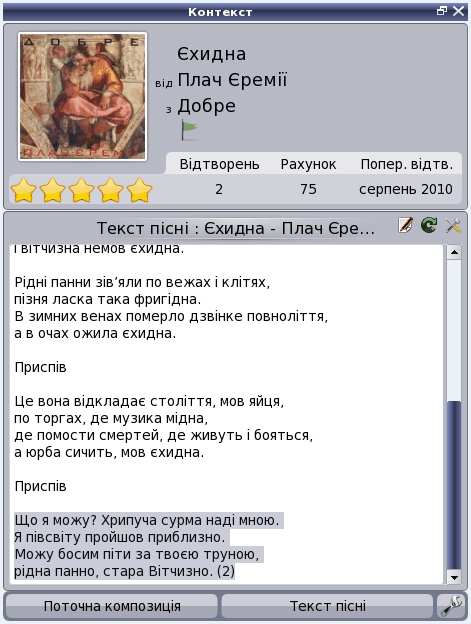 Контекст
ДОБРЕ
ПЛАЧ ЄРЕМІЇ
Єхидна
від Плач Єремії
з Добре
Відтворень Рахунок Попер. відтв.
2 75 серпень 2010
Текст пісні : Єхидна - Плач Єре...
і вітчизна немов єхидна.
Рідні панни зів’яли по вежах і клітях,
пізня ласка така фригідна.
В зимних венах померло дзвінке повноліття,
а в очах ожила єхидна.
Приспів
Це вона відкладає століття, мов яйця,
по торгах, де музика мідна,
де помости смертей, де живуть і бояться,
а юрба сичить, мов єхидна.
Приспів
Що я можу? Хрипуча сурма наді мною.
Я півсвіту пройшов приблизно.
Можу босим піти за твоєю труною,
рідна панно, стара Вітчизно. (2)
Поточна композиція Текст пісні